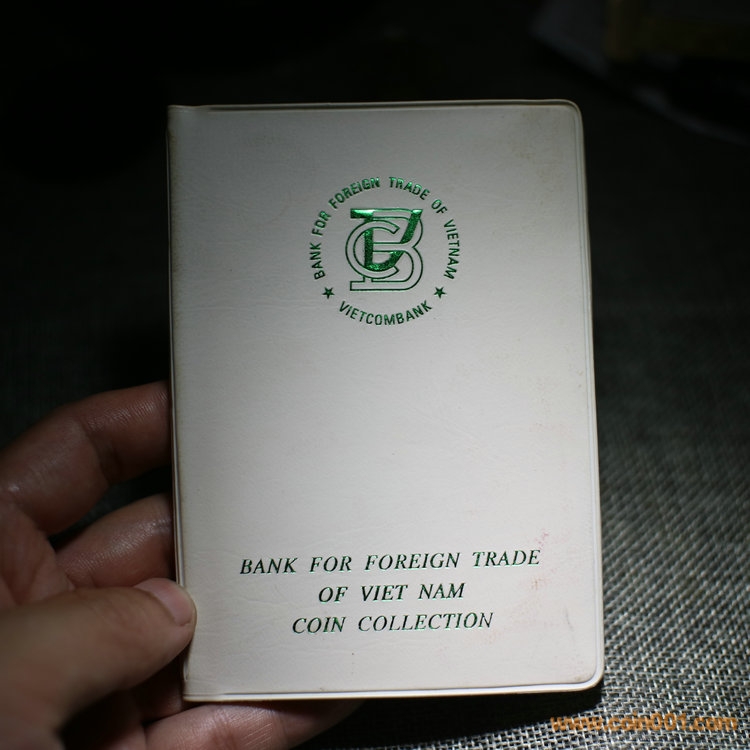 BANK FOR FOREIGN TRADE OF VIETNAM
VCB
★ VIETCOMBANK ★
BANK FOR FOREIGN TRADE
OF VIET NAM
COIN COLLECTION
www.coin001.com